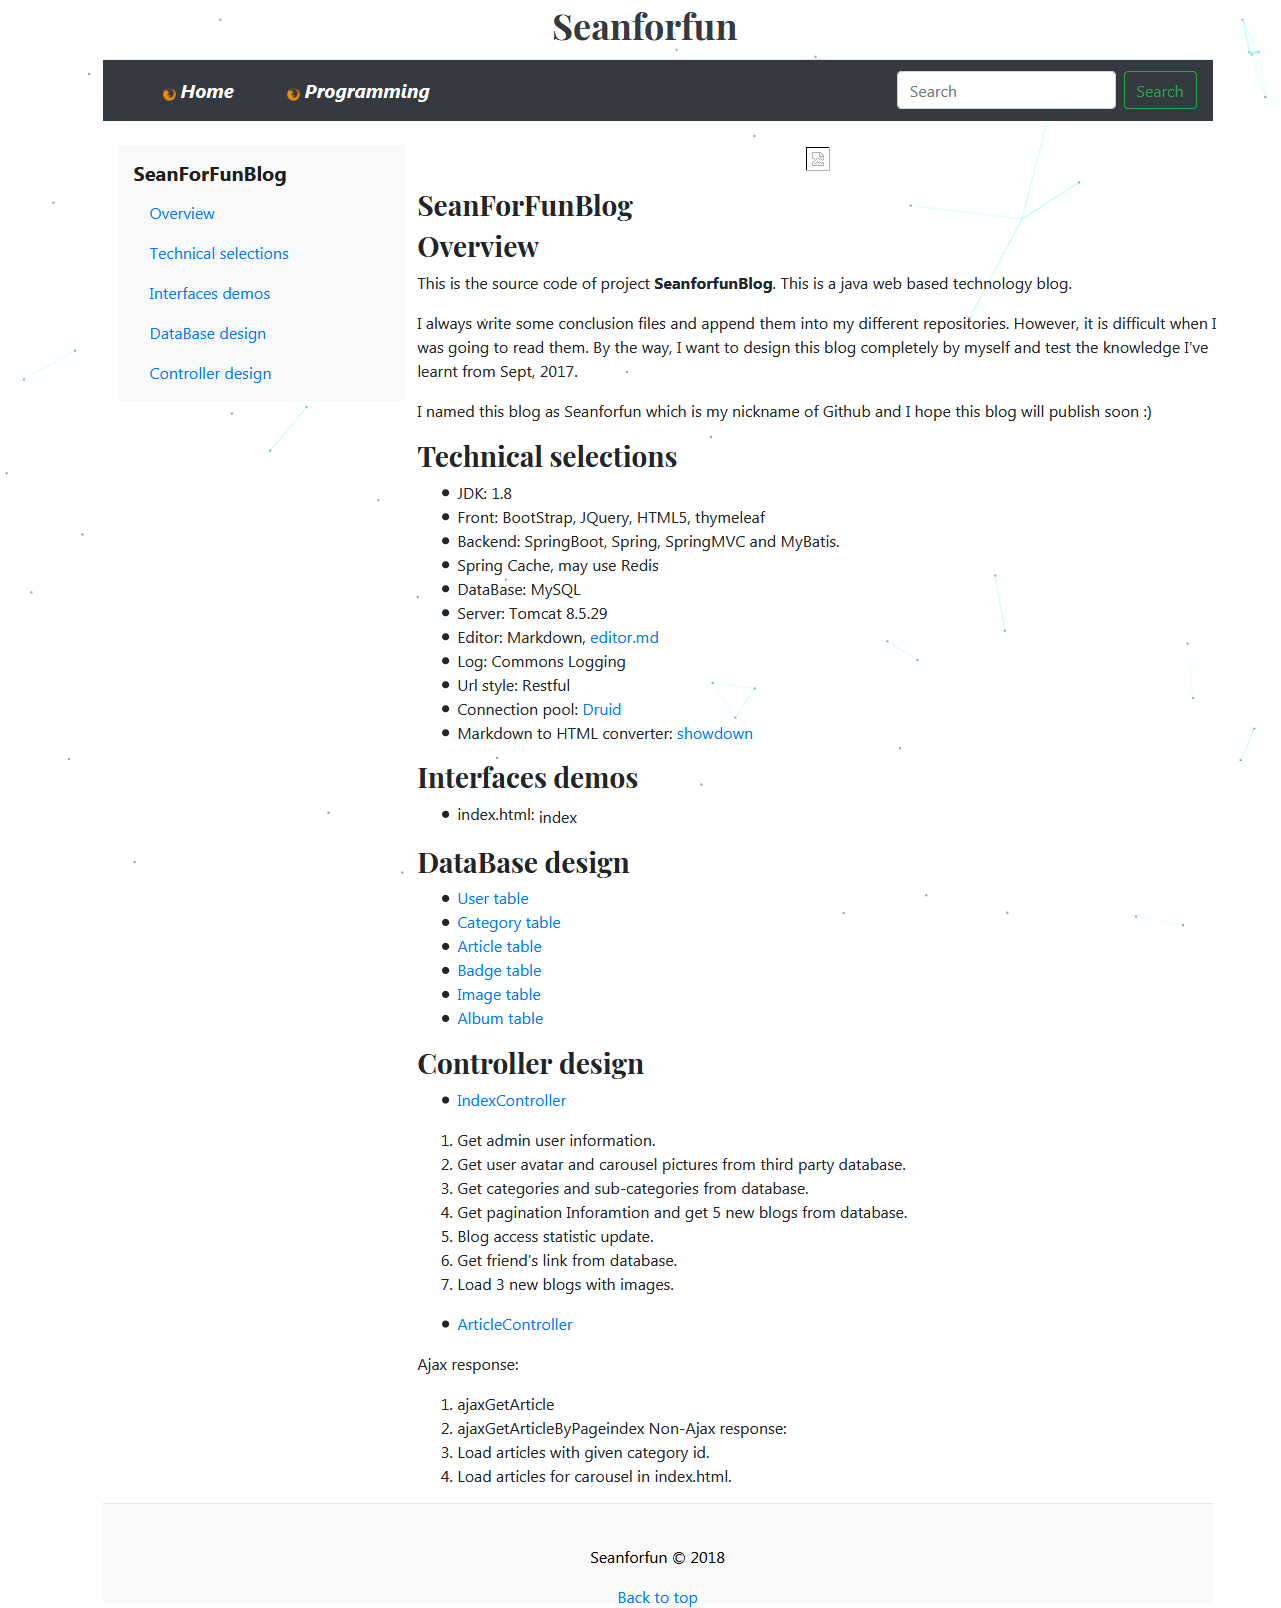 Seanforfun
Home Programming Search Search
SeanForFunBlog
Overview
Technical selections
Interfaces demos
DataBase design
Controller design
SeanForFunBlog
Overview
This is the source code of project SeanforfunBlog. This is a java web based technology blog.
I always write some conclusion files and append them into my different repositories. However, it is difficult when I
was going to read them. By the way, I want to design this blog completely by myself and test the knowledge I've
learnt from Sept, 2017.
I named this blog as Seanforfun which is my nickname of Github and I hope this blog will publish soon :)
Technical selections
• JDK: 1.8
• Front: BootStrap, JQuery, HTML5, thymeleaf
• Backend: SpringBoot, Spring, SpringMVC and MyBatis.
• Spring Cache, may use Redis
• DataBase: MySQL
• Server: Tomcat 8.5.29
• Editor: Markdown, editor.md
• Log: Commons Logging
• Url style: Restful
• Connection pool: Druid
• Markdown to HTML converter: showdown
Interfaces demos
• index.html: index
DataBase design
• User table
• Category table
• Article table
• Badge table
• Image table
• Album table
Controller design
• IndexController
1. Get admin user information.
2. Get user avatar and carousel pictures from third party database.
3. Get categories and sub-categories from database.
4. Get pagination Inforamtion and get 5 new blogs from database.
5. Blog access statistic update.
6. Get friend's link from database.
7. Load 3 new blogs with images.
• ArticleController
Ajax response:
1. ajaxGetArticle
2. ajaxGetArticleByPageindex Non-Ajax response:
3. Load articles with given category id.
4. Load articles for carousel in index.html.
Seanforfun © 2018
Back to top